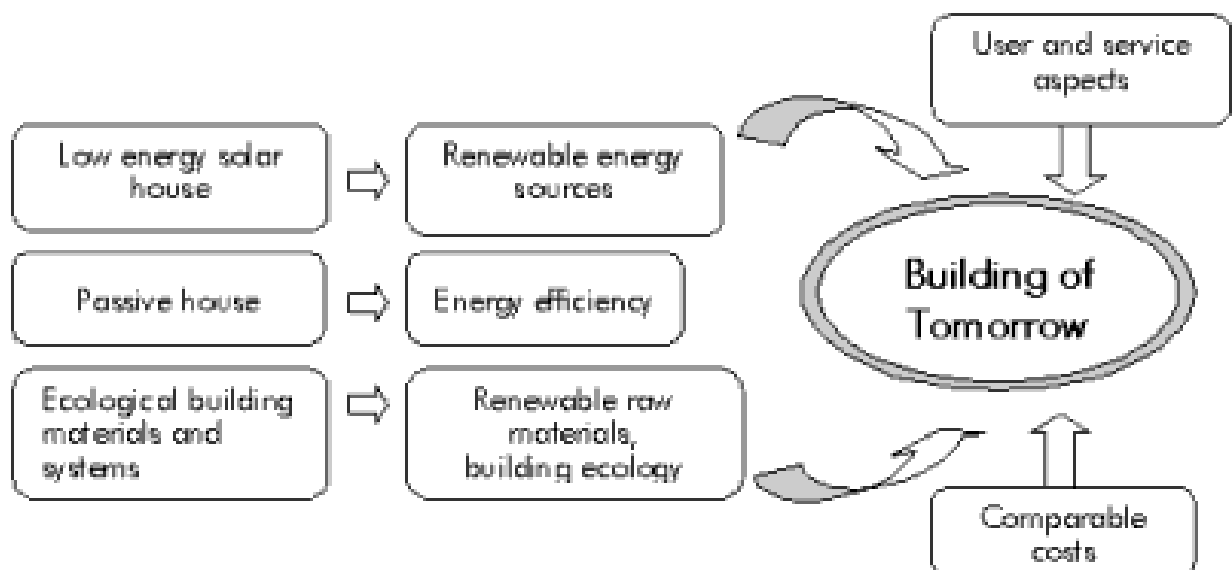 User and service
aspects
Low energy solar
house
Renewable energy
sources
Passive house
Energy efficiency
Building of
Tomorrow
Ecological building
materials and
systems
Renewable raw
materials,
building ecology
Comparable
costs